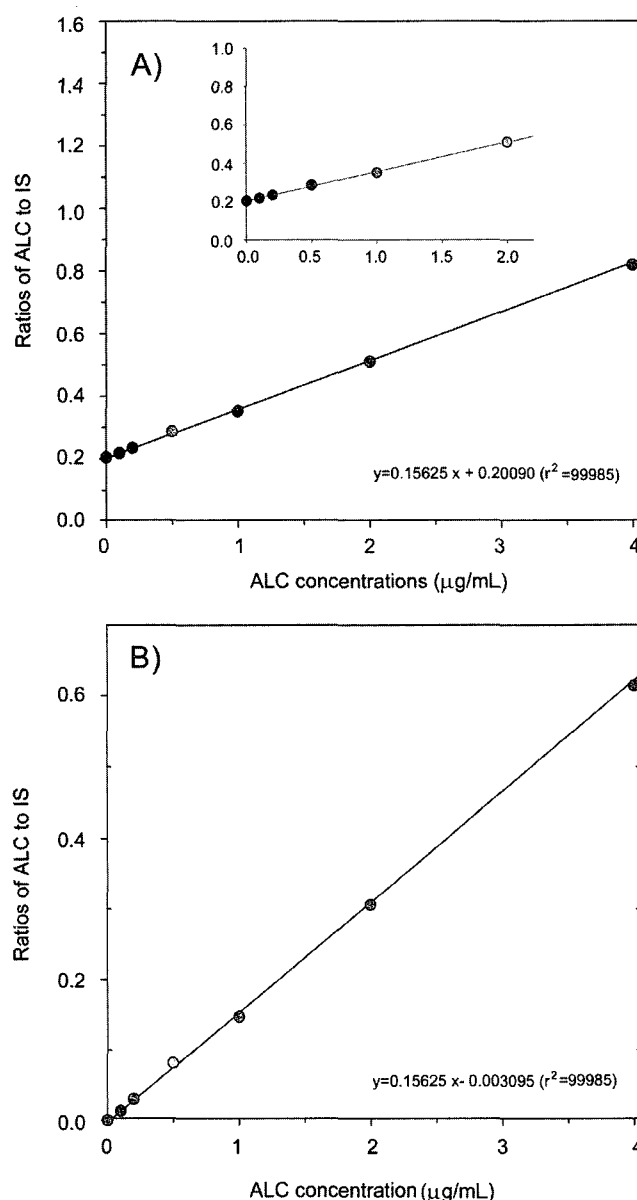 A)
1.6
1.4
1.2
1.0
0.8
0.6
0.4
0.2
0.0
Ratios of ALC to IS
1.0
0.8
0.6
0.4
0.2
0.0
0.0 0.5 1.0 1.5 2.0
y=0.15625 x + 0.20090 (r²=99985)
0 1 2 3 4
ALC concentrations (µg/mL)
B)
0.6
0.4
0.2
0.0
Ratios of ALC to IS
y=0.15625 x- 0.003095 (r²=99985)
0 1 2 3 4
ALC concentration (µg/mL)